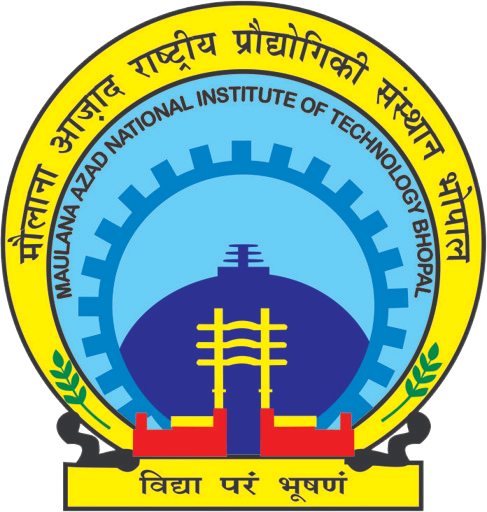 मौलाना आज़ाद राष्ट्रीय प्रौद्योगिकी संस्थान भोपाल
MAULANA AZAD NATIONAL INSTITUTE OF TECHNOLOGY BHOPAL
विद्या परं भूषणं